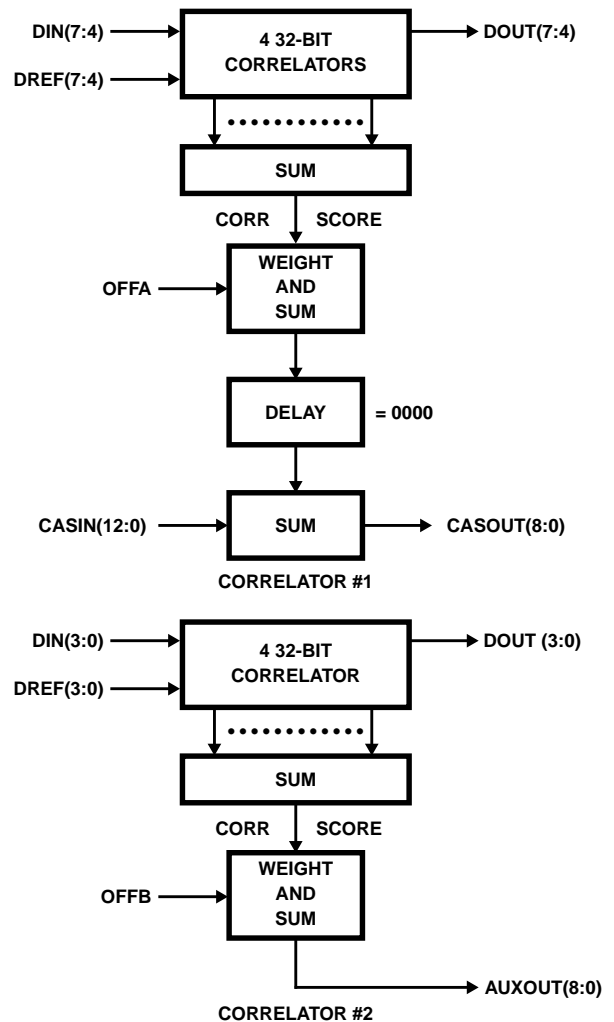 DIN(7:4)
4 32-BIT
CORRELATORS
DOUT(7:4)
DREF(7:4)
SUM
CORR SCORE
WEIGHT
AND
SUM
OFFA
DELAY
= 0000
CASIN(12:0)
SUM
CASOUT(8:0)
CORRELATOR #1
DIN(3:0)
4 32-BIT
CORRELATOR
DOUT (3:0)
DREF(3:0)
SUM
CORR SCORE
WEIGHT
AND
SUM
OFFB
AUXOUT(8:0)
CORRELATOR #2